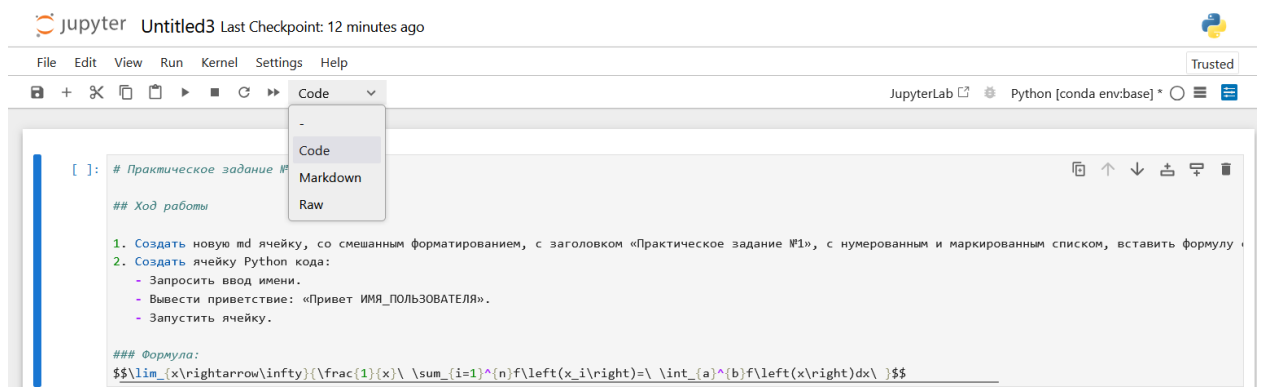 jupyter Untitled3 Last Checkpoint: 12 minutes ago
File Edit View Run Kernel Settings Help Trusted
Code JupyterLab Python [conda env:base] *
-
Code
Markdown
Raw
[ ]: # Практическое задание №
## Ход работы
1. Создать новую md ячейку, со смешанным форматированием, с заголовком «Практическое задание №1», с нумерованным и маркированным списком, вставить формулу
2. Создать ячейку Python кода:
- Запросить ввод имени.
- Вывести приветствие: «Привет ИМЯ_ПОЛЬЗОВАТЕЛЯ».
- Запустить ячейку.
### Формула:
$$\lim_{x\rightarrow\infty}{\frac{1}{x}\ \sum_{i=1}^{n}f\left(x_i\right)=\ \int_{a}^{b}f\left(x\right)dx\ }$$